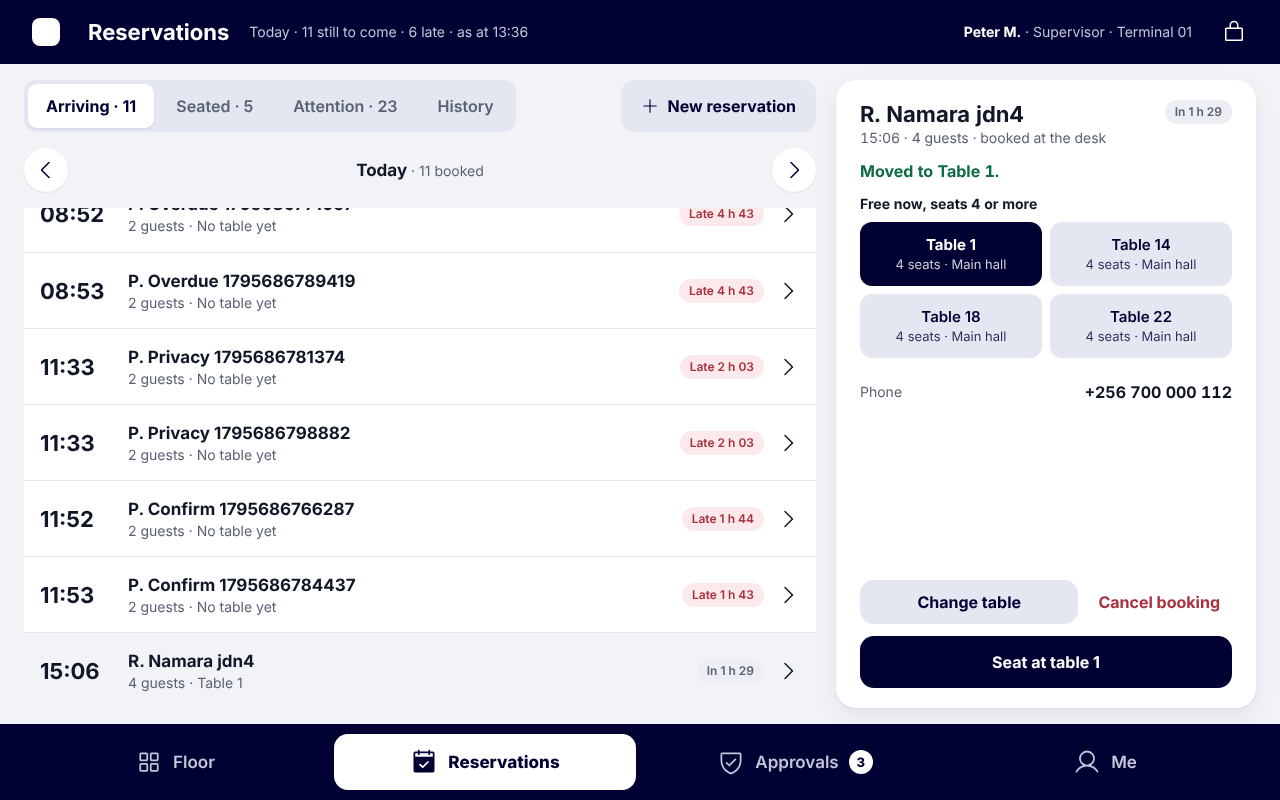 Reservations
Today · 11 still to come · 6 late · as at 13:36
Peter M. · Supervisor · Terminal 01
Arriving · 11
Seated · 5
Attention · 23
History
New reservation
Today · 11 booked
08:52
Late 4 h 43
2 guests · No table yet
08:53
P. Overdue 1795686789419
2 guests · No table yet
Late 4 h 43
11:33
P. Privacy 1795686781374
2 guests · No table yet
Late 2 h 03
11:33
P. Privacy 1795686798882
2 guests · No table yet
Late 2 h 03
11:52
P. Confirm 1795686766287
2 guests · No table yet
Late 1 h 44
11:53
P. Confirm 1795686784437
2 guests · No table yet
Late 1 h 43
15:06
R. Namara jdn4
4 guests · Table 1
In 1 h 29
R. Namara jdn4
In 1 h 29
15:06 · 4 guests · booked at the desk
Moved to Table 1.
Free now, seats 4 or more
Table 1
4 seats · Main hall
Table 14
4 seats · Main hall
Table 18
4 seats · Main hall
Table 22
4 seats · Main hall
Phone
+256 700 000 112
Change table
Cancel booking
Seat at table 1
Floor
Reservations
Approvals 3
Me